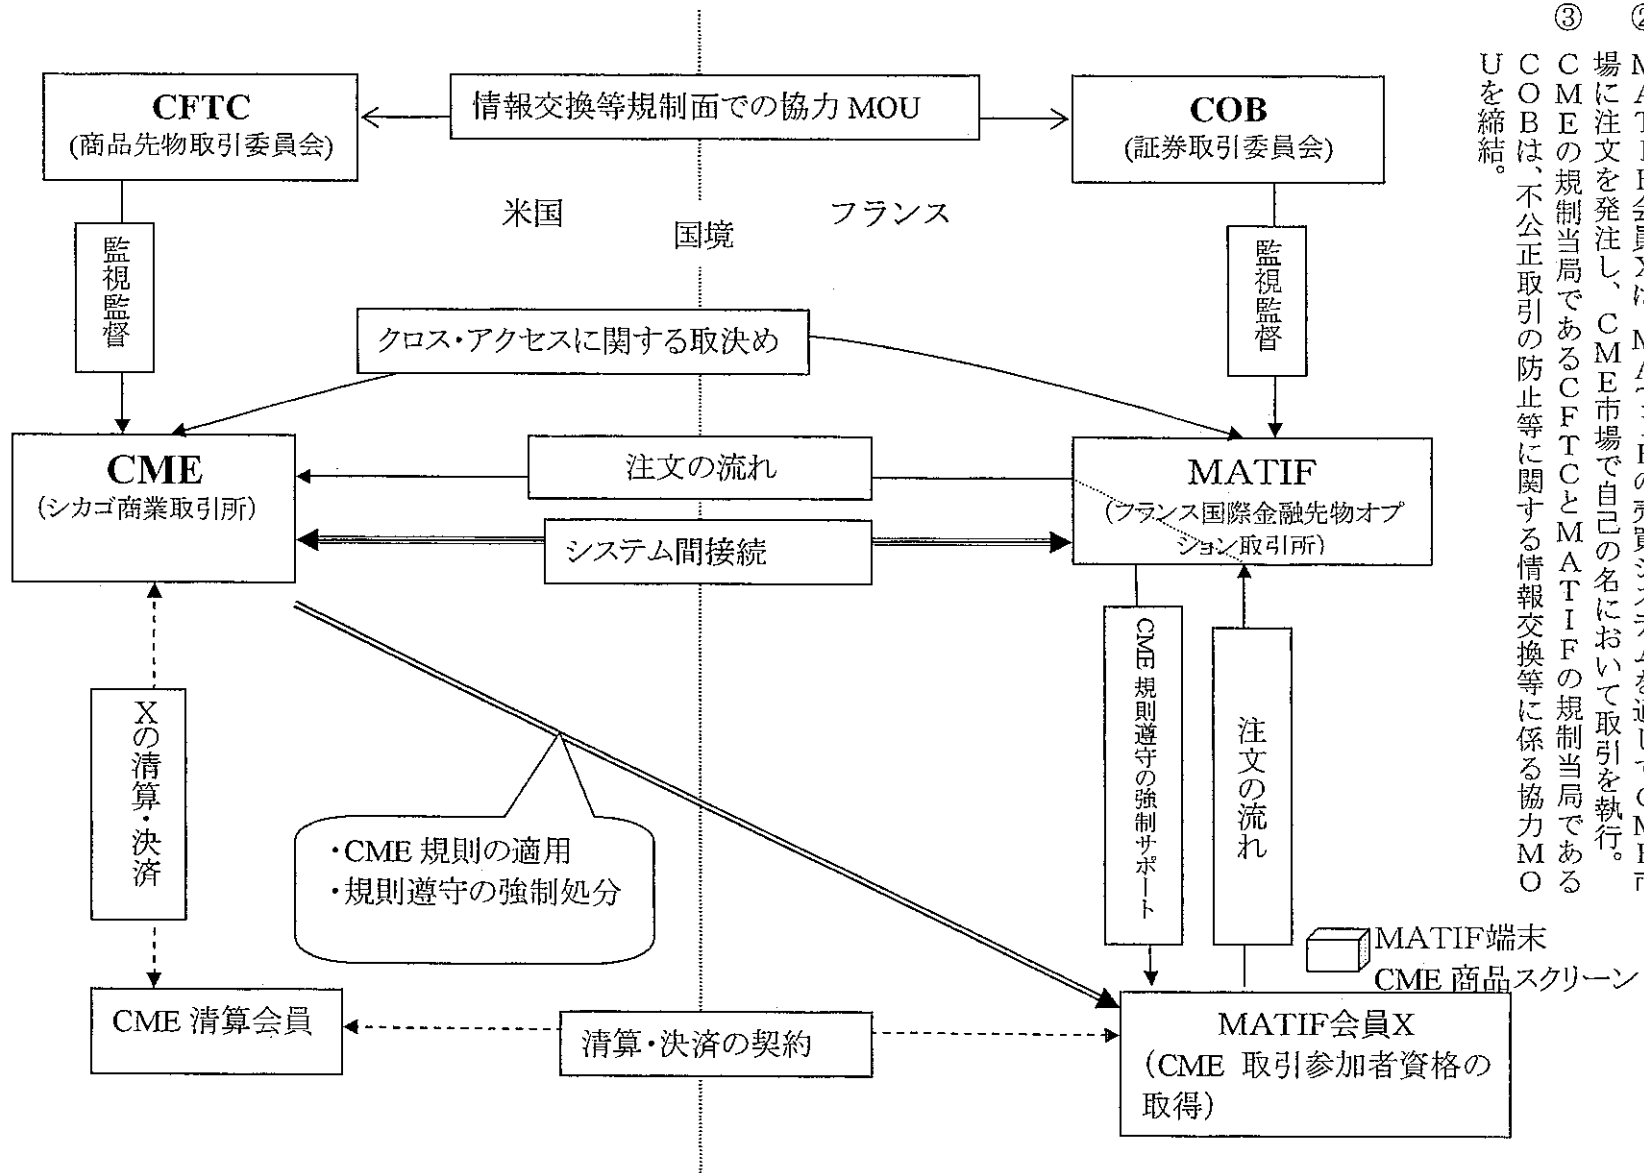 ③
CMEの規制当局であるCFTCとMATIFの規制当局である
COBは、不公正取引の防止等に関する情報交換等に係る協力MO
Uを締結。
場に注文を発注し、CME市場で自己の名において取引を執行。
CFTC
(商品先物取引委員会)
情報交換等規制面での協力 MOU
COB
(証券取引委員会)
米国
国境
フランス
監視監督
監視監督
クロス・アクセスに関する取決め
CME
(シカゴ商業取引所)
注文の流れ
システム間接続
MATIF
(フランス国際金融先物オプ
ション取引所)
Xの清算・決済
・CME 規則の適用
・規則遵守の強制処分
CME 規則遵守の強制サポート
注文の流れ
MATIF端末
CME 商品スクリーン
CME 清算会員
清算・決済の契約
MATIF会員X
(CME 取引参加者資格の
取得)